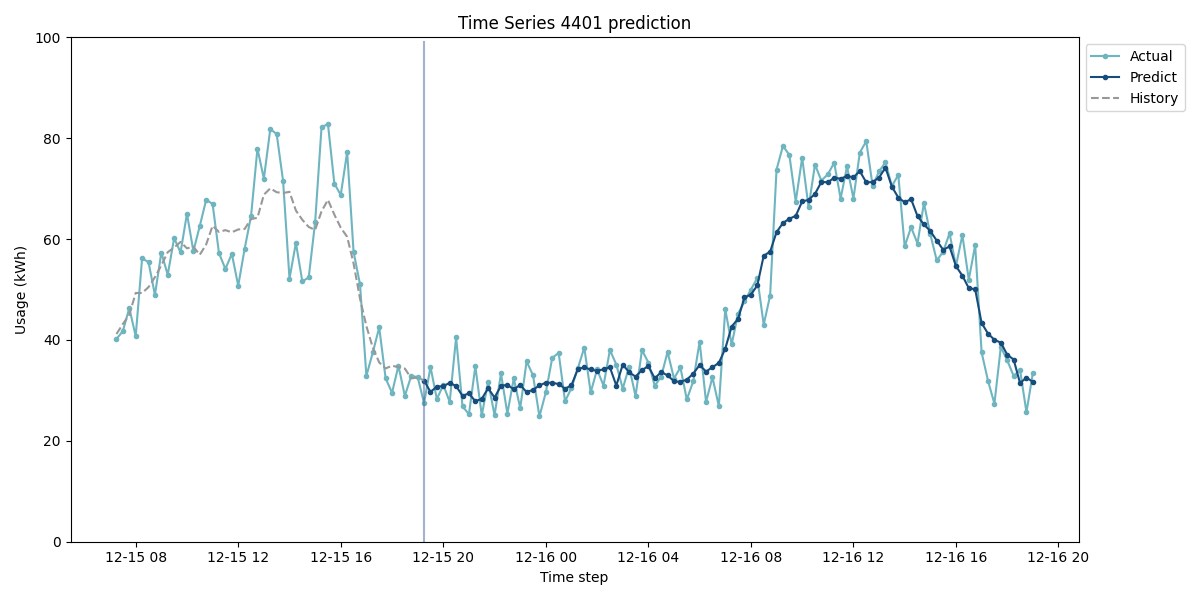 Time Series 4401 prediction
Usage (kWh)
100
80
60
40
20
0
12-15 08
12-15 12
12-15 16
12-15 20
12-16 00
12-16 04
12-16 08
12-16 12
12-16 16
12-16 20
Time step
Actual
Predict
History